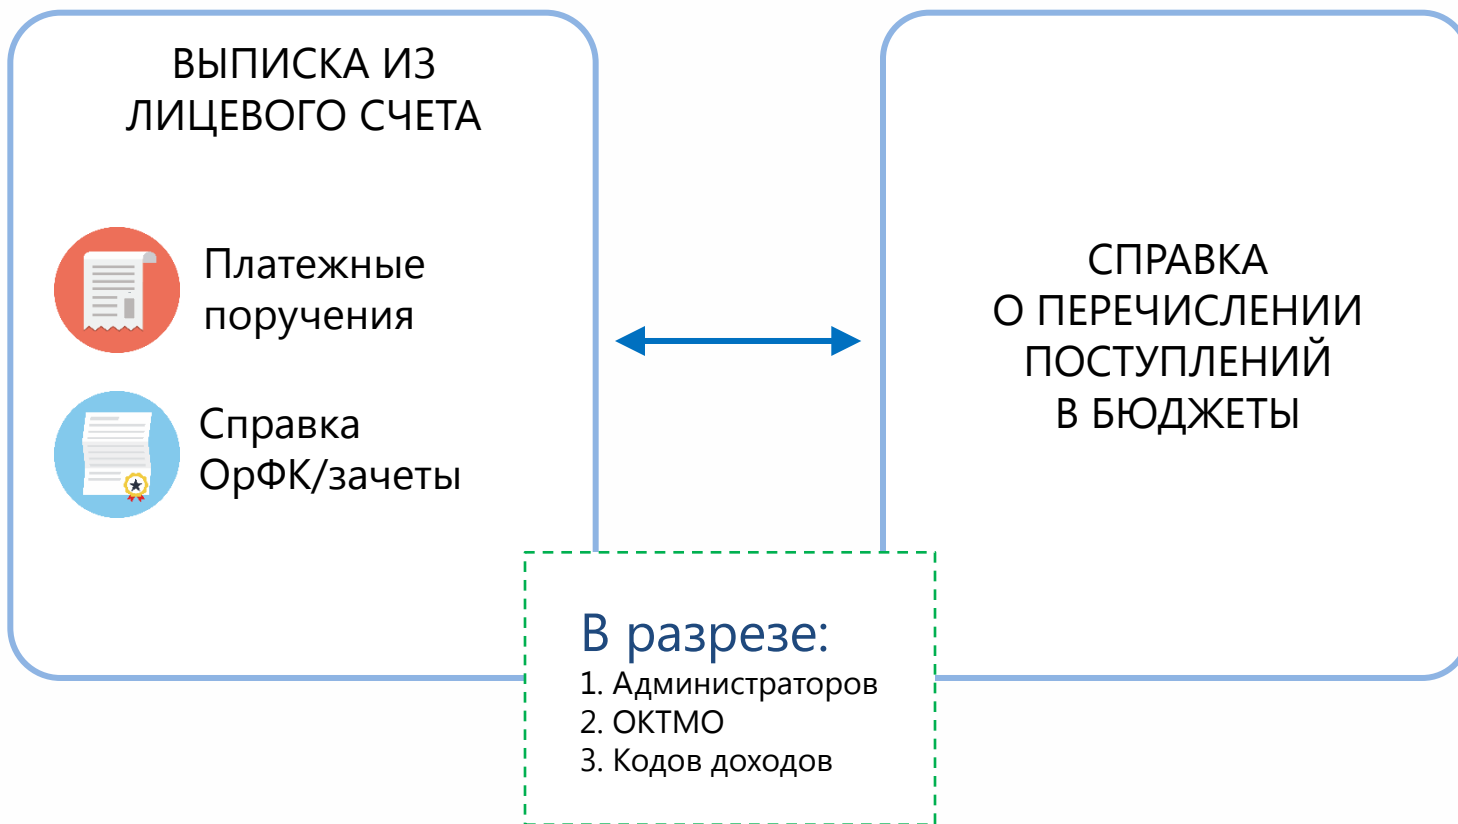 ВЫПИСКА ИЗ
ЛИЦЕВОГО СЧЕТА
Платежные
поручения
Справка
ОрФК/зачеты
СПРАВКА
О ПЕРЕЧИСЛЕНИИ
ПОСТУПЛЕНИЙ
В БЮДЖЕТЫ
В разрезе:
1. Администраторов
2. ОКТМО
3. Кодов доходов